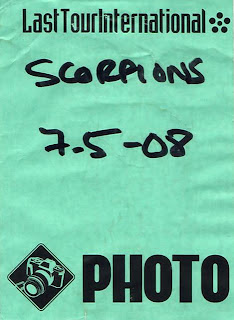 LastTourInternational
SCORPIONS
7.5-08
PHOTO